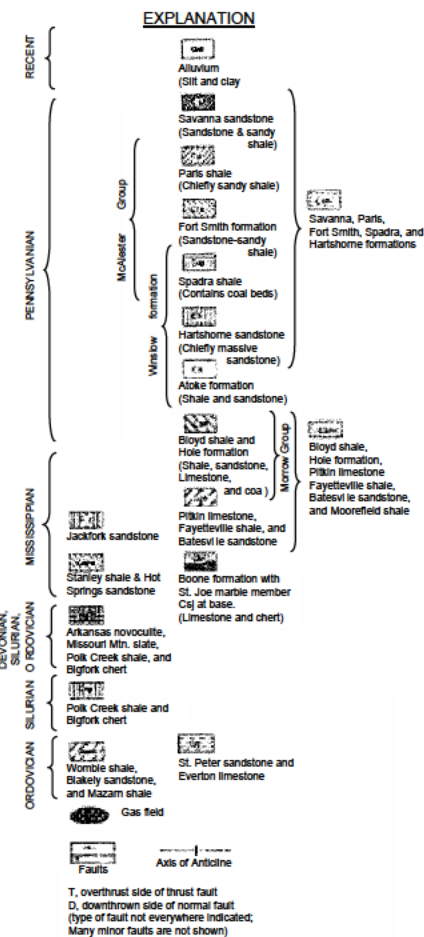 EXPLANATION
RECENT
Alluvium
(Silt and clay
PENNSYLVANIAN
Savanna sandstone
(Sandstone & sandy
shale)
McAlester Group
Paris shale
(Chiefly sandy shale)
Fort Smith formation
(Sandstone-sandy
shale)
Winslow formation
Spadra shale
(Contains coal beds)
Hartshorne sandstone
(Chiefly massive
sandstone)
Atoke formation
(Shale and sandstone)
Savanna, Paris,
Fort Smith, Spadra, and
Hartshorne formations
Bloyd shale and
Hole formation
(Shale, sandstone,
Limestone,
and coa )
Morrow Group
Bloyd shale,
Hole formation,
Pitkin limestone
Fayetteville shale,
Batesville sandstone,
and Moorefield shale
MISSISSIPPIAN
Pitkin limestone,
Fayetteville shale, and
Batesville sandstone
Jackfork sandstone
Stanley shale & Hot
Springs sandstone
Boone formation with
St. Joe marble member
Csj at base.
(Limestone and chert)
DEVONIAN,
SILURIAN,
O RDOVICIAN
Arkansas novoculite,
Missouri Mtn. slate,
Polk Creek shale, and
Bigfork chert
SILURIAN
Polk Creek shale and
Bigfork chert
ORDOVICIAN
Womble shale,
Blakely sandstone,
and Mazarn shale
St. Peter sandstone and
Everton limestone
Gas field
Faults
Axis of Anticline
T, overthrust side of thrust fault
D, downthrown side of normal fault
(type of fault not everywhere indicated;
Many minor faults are not shown)